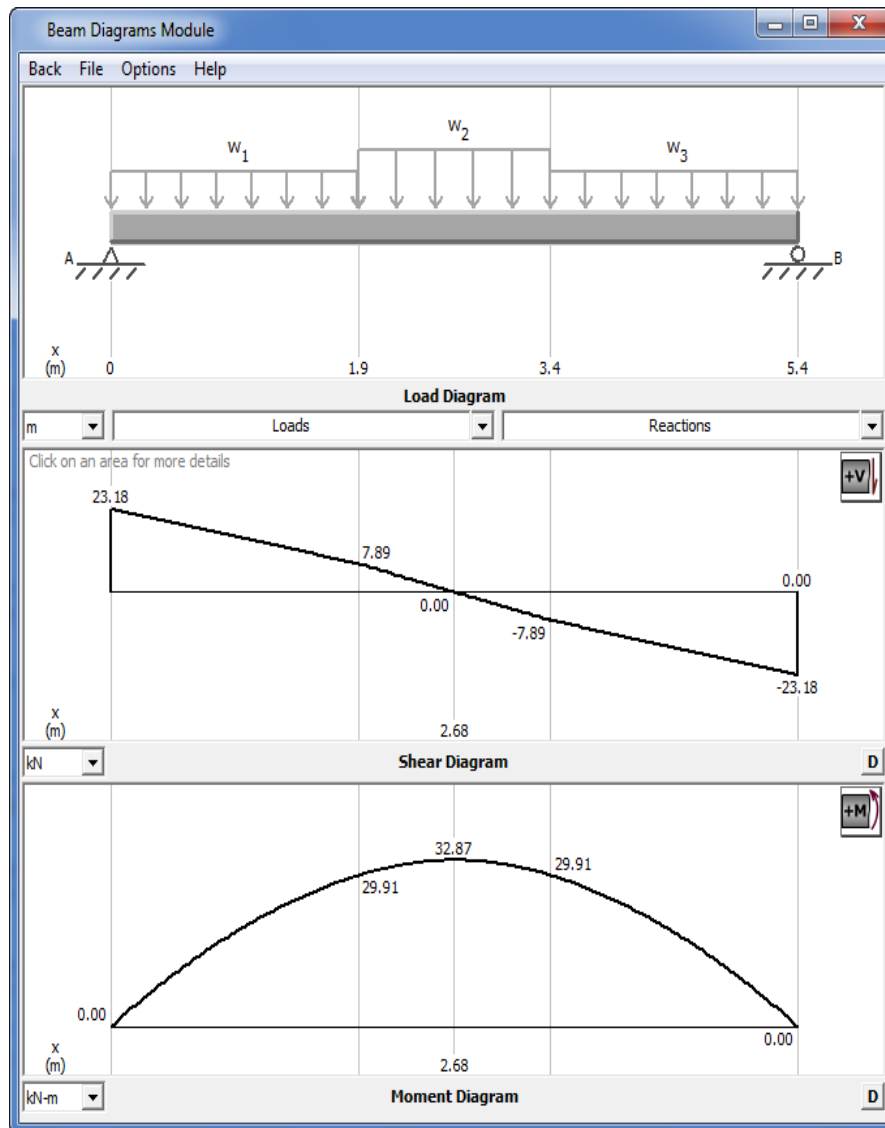 Beam Diagrams Module
Back File Options Help
w2
w1 w3
A B
x
(m) 0 1.9 3.4 5.4
Load Diagram
m Loads Reactions
Click on an area for more details
+V
23.18
7.89
0.00
0.00
-7.89
-23.18
x
(m) 2.68
kN Shear Diagram D
+M
32.87
29.91 29.91
0.00 0.00
x
(m) 2.68
kN-m Moment Diagram D